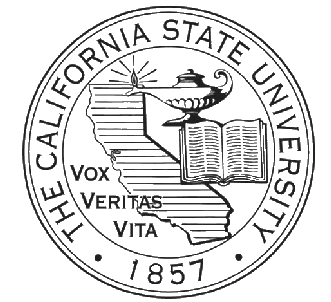 THE CALIFORNIA STATE UNIVERSITY
VOX
VERITAS
VITA
• 1857 •